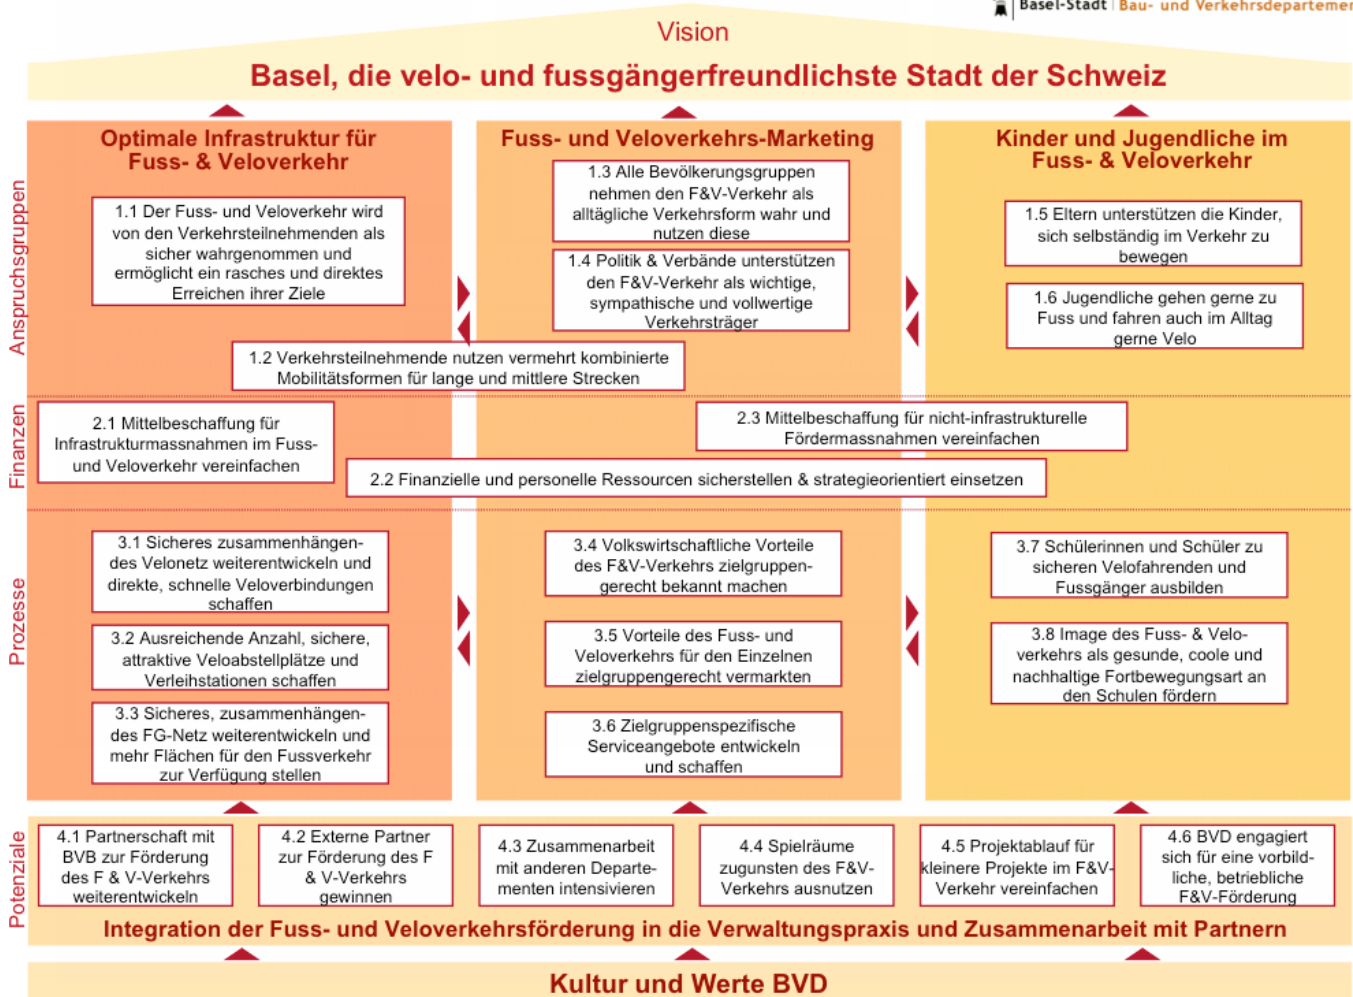 Basel-Stadt | Bau- und Verkehrsdepartemen
Vision
Basel, die velo- und fussgängerfreundlichste Stadt der Schweiz
Anspruchsgruppen
Optimale Infrastruktur für
Fuss- & Veloverkehr
1.1 Der Fuss- und Veloverkehr wird
von den Verkehrsteilnehmenden als
sicher wahrgenommen und
ermöglicht ein rasches und direktes
Erreichen ihrer Ziele
Fuss- und Veloverkehrs-Marketing
1.3 Alle Bevölkerungsgruppen
nehmen den F&V-Verkehr als
alltägliche Verkehrsform wahr und
nutzen diese
1.4 Politik & Verbände unterstützen
den F&V-Verkehr als wichtige,
sympathische und vollwertige
Verkehrsträger
Kinder und Jugendliche im
Fuss- & Veloverkehr
1.5 Eltern unterstützen die Kinder,
sich selbständig im Verkehr zu
bewegen
1.6 Jugendliche gehen gerne zu
Fuss und fahren auch im Alltag
gerne Velo
1.2 Verkehrsteilnehmende nutzen vermehrt kombinierte
Mobilitätsformen für lange und mittlere Strecken
Finanzen
2.1 Mittelbeschaffung für
Infrastrukturmassnahmen im Fuss-
und Veloverkehr vereinfachen
2.3 Mittelbeschaffung für nicht-infrastrukturelle
Fördermassnahmen vereinfachen
2.2 Finanzielle und personelle Ressourcen sicherstellen & strategieorientiert einsetzen
Prozesse
3.1 Sicheres zusammenhängen-
des Velonetz weiterentwickeln und
direkte, schnelle Veloverbindungen
schaffen
3.2 Ausreichende Anzahl, sichere,
attraktive Veloabstellplätze und
Verleihstationen schaffen
3.3 Sicheres, zusammenhängen-
des FG-Netz weiterentwickeln und
mehr Flächen für den Fussverkehr
zur Verfügung stellen
3.4 Volkswirtschaftliche Vorteile
des F&V-Verkehrs zielgruppen-
gerecht bekannt machen
3.5 Vorteile des Fuss- und
Veloverkehrs für den Einzelnen
zielgruppengerecht vermarkten
3.6 Zielgruppenspezifische
Serviceangebote entwickeln
und schaffen
3.7 Schülerinnen und Schüler zu
sicheren Velofahrenden und
Fussgänger ausbilden
3.8 Image des Fuss- & Velo-
verkehrs als gesunde, coole und
nachhaltige Fortbewegungsart an
den Schulen fördern
Potenziale
4.1 Partnerschaft mit
BVB zur Förderung
des F & V-Verkehrs
weiterentwickeln
4.2 Externe Partner
zur Förderung des F
& V-Verkehrs
gewinnen
4.3 Zusammenarbeit
mit anderen Departe-
menten intensivieren
4.4 Spielräume
zugunsten des F&V-
Verkehrs ausnutzen
4.5 Projektablauf für
kleinere Projekte im F&V-
Verkehr vereinfachen
4.6 BVD engagiert
sich für eine vorbild-
liche, betriebliche
F&V-Förderung
Integration der Fuss- und Veloverkehrsförderung in die Verwaltungspraxis und Zusammenarbeit mit Partnern
Kultur und Werte BVD